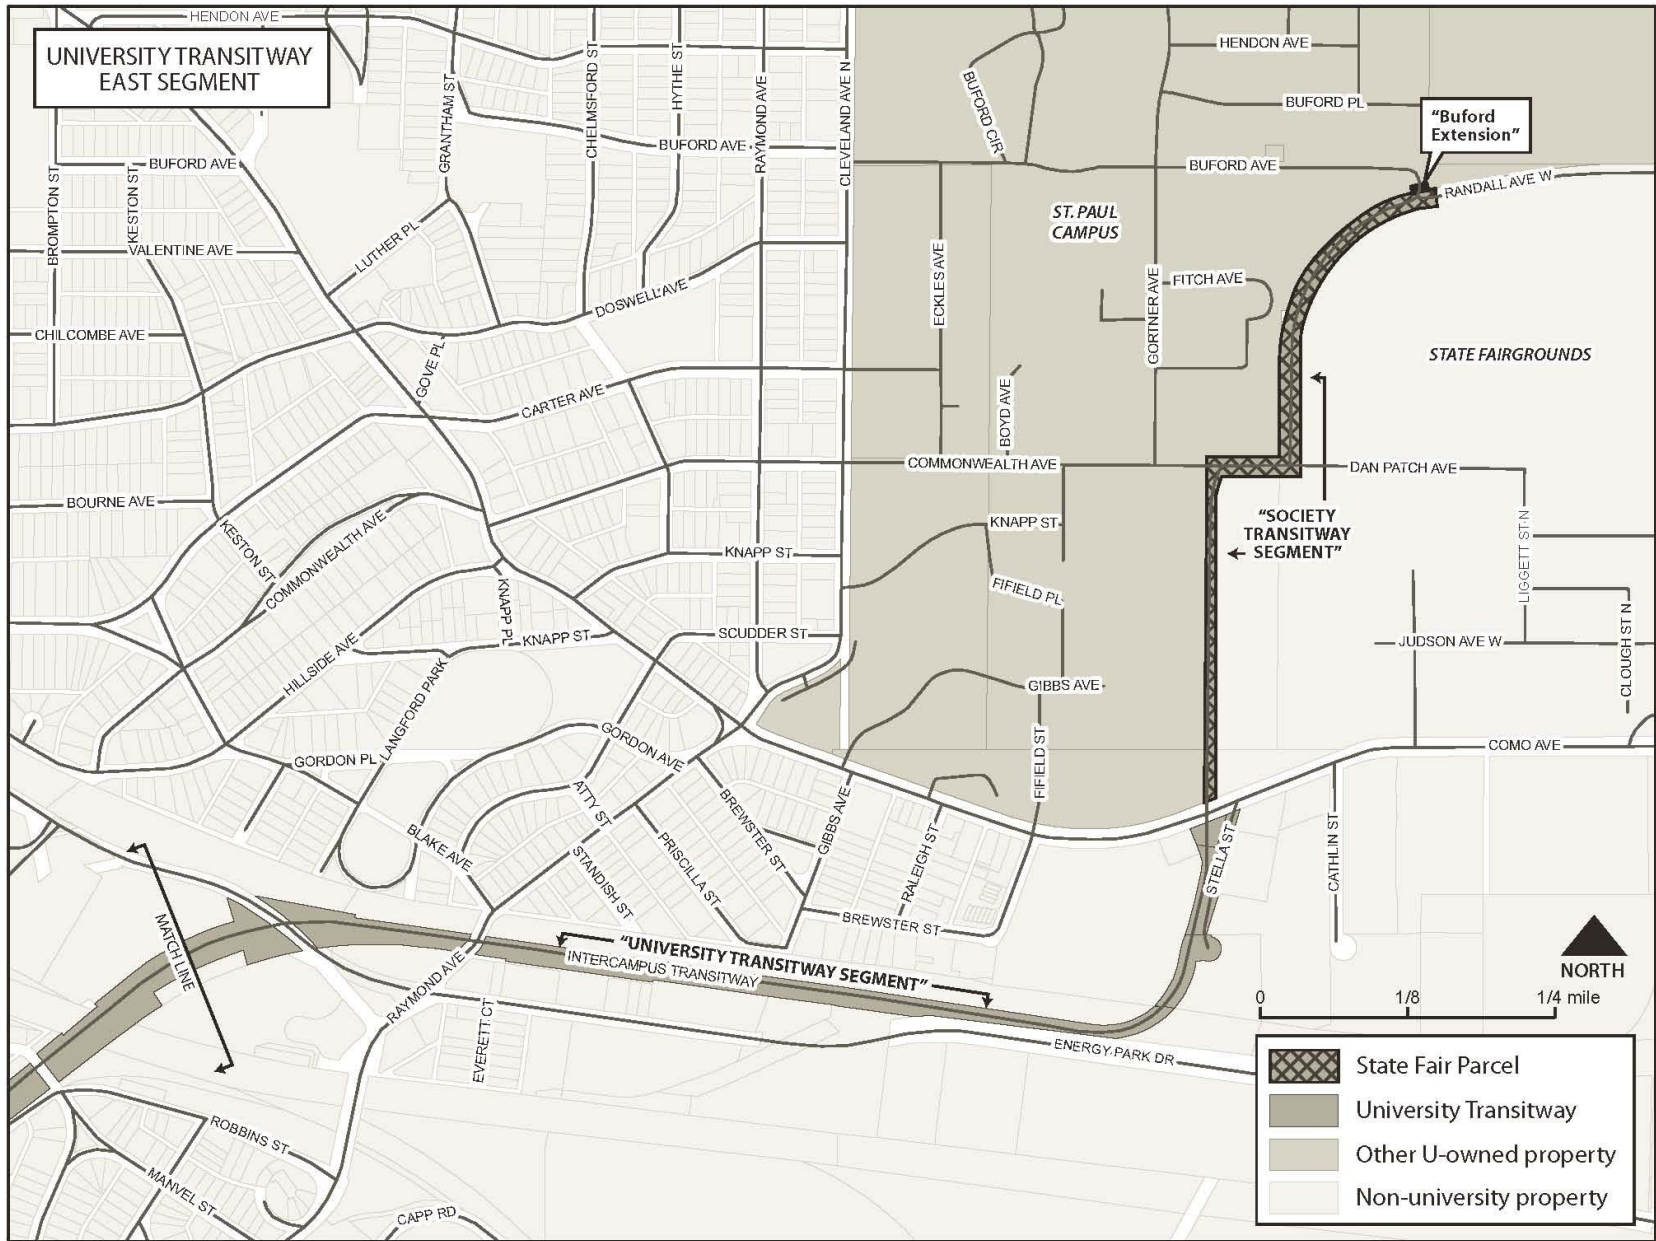 HENDON AVE
UNIVERSITY TRANSITWAY
EAST SEGMENT
GRANTHAM ST
CHELMSFORD ST
HYTHE ST
RAYMOND AVE
CLEVELAND AVE N
BUFORD CIR
HENDON AVE
BUFORD PL
"Buford
Extension"
BUFORD AVE
BUFORD AVE
BUFORD AVE
RANDALL AVE W
BROMPTON ST
KESTON ST
VALENTINE AVE
LUTHER PL
ST. PAUL
CAMPUS
ECKLES AVE
GORTNER AVE
FITCH AVE
DOSWELL AVE
CHILCOMBE AVE
GOVE PL
STATE FAIRGROUNDS
CARTER AVE
BOYD AVE
COMMONWEALTH AVE
DAN PATCH AVE
BOURNE AVE
KESTON ST
COMMONWEALTH AVE
KNAPP ST
KNAPP ST
"SOCIETY
TRANSITWAY
SEGMENT"
LIGGETT ST N
KNAPP PL
FIFIELD PL
CLOUGH ST N
HILLSIDE AVE
KNAPP ST
SCUDDER ST
JUDSON AVE W
LANGFORD PARK
GIBBS AVE
GORDON PL
GORDON AVE
FIFIELD ST
COMO AVE
ATTY ST
BREWSTER ST
GIBBS AVE
BLAKE AVE
STANDISH ST
PRISCILLA ST
RALEIGH ST
STELLA ST
CATHLIN ST
BREWSTER ST
MATCH LINE
"UNIVERSITY TRANSITWAY SEGMENT"
INTERCAMPUS TRANSITWAY
RAYMOND AVE
NORTH
0 1/8 1/4 mile
EVERETT CT
ENERGY PARK DR
State Fair Parcel
University Transitway
Other U-owned property
Non-university property
ROBBINS ST
MANVEL ST
CAPP RD